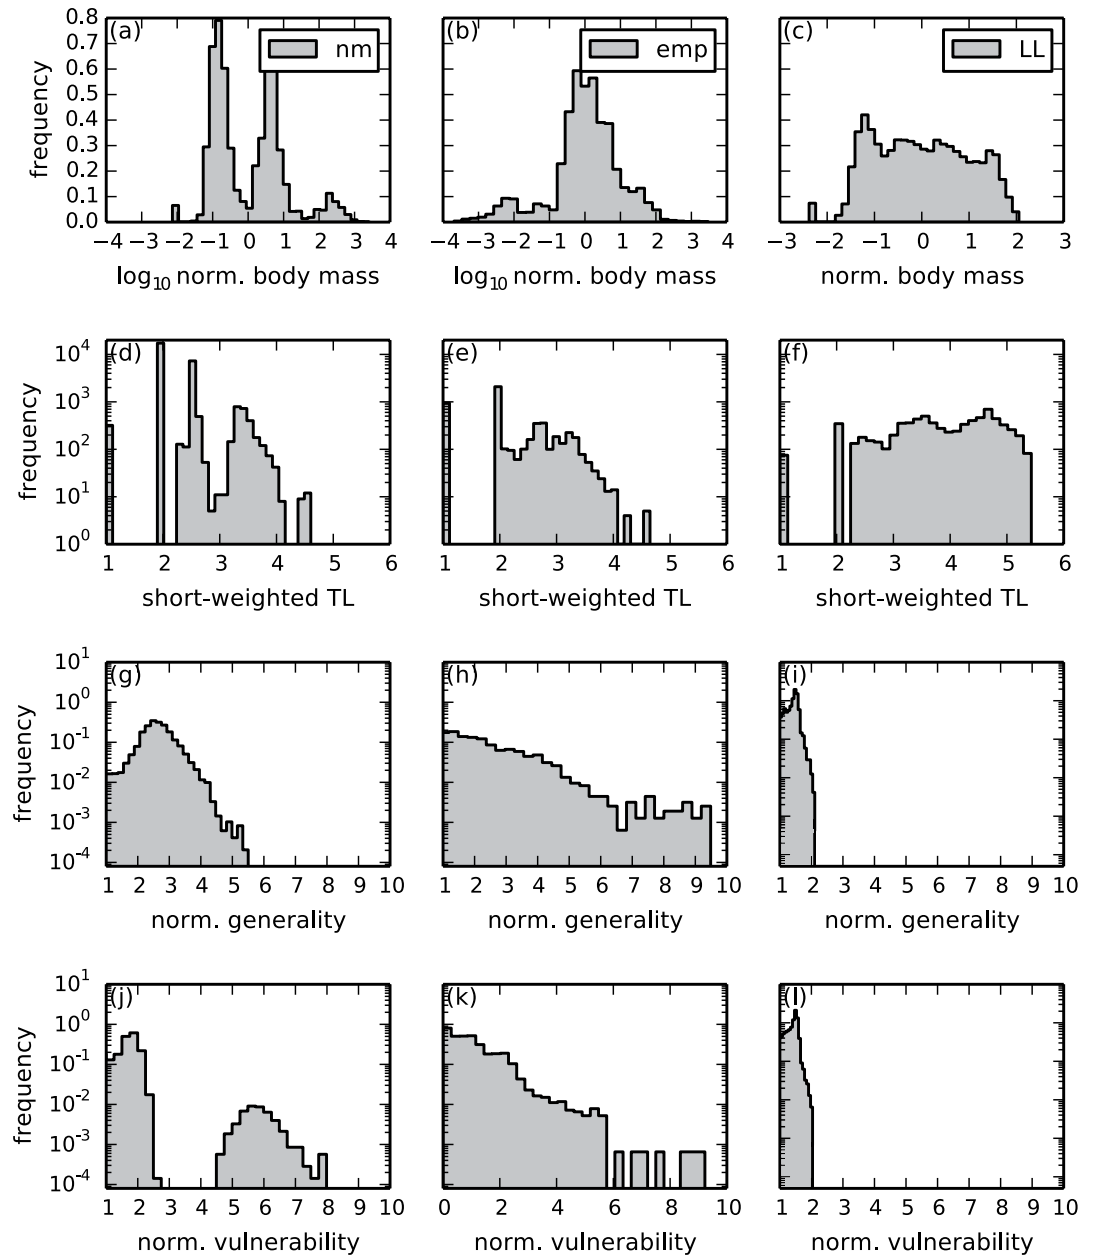 (a) nm (b) emp (c) LL
0.8
0.7
0.6
0.5
0.4
0.3
0.2
0.1
0.0
frequency
−4 −3 −2 −1 0 1 2 3 4 −4 −3 −2 −1 0 1 2 3 4 −3 −2 −1 0 1 2 3
log10 norm. body mass log10 norm. body mass norm. body mass
(d) (e) (f)
10^4
10^3
10^2
10^1
10^0
frequency
1 2 3 4 5 6 1 2 3 4 5 6 1 2 3 4 5 6
short-weighted TL short-weighted TL short-weighted TL
(g) (h) (i)
10^1
10^0
10^-1
10^-2
10^-3
10^-4
frequency
1 2 3 4 5 6 7 8 9 10 1 2 3 4 5 6 7 8 9 10 1 2 3 4 5 6 7 8 9 10
norm. generality norm. generality norm. generality
(j) (k) (l)
10^1
10^0
10^-1
10^-2
10^-3
10^-4
frequency
1 2 3 4 5 6 7 8 9 10 0 2 4 6 8 10 1 2 3 4 5 6 7 8 9 10
norm. vulnerability norm. vulnerability norm. vulnerability